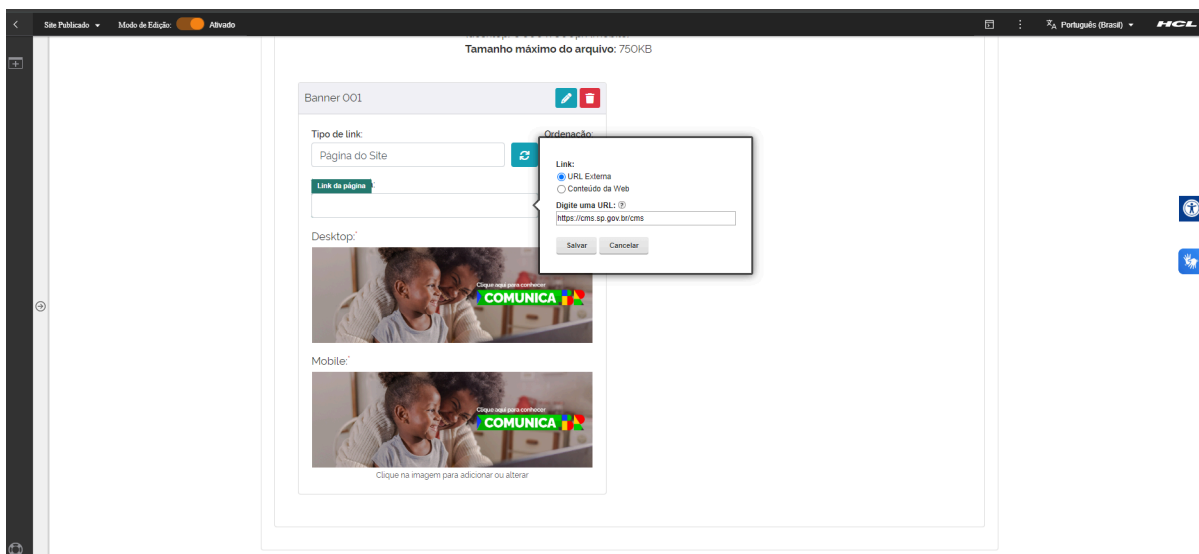 Site Publicado
Modo de Edição:
Ativado
Português (Brasil)
HCL
Tamanho máximo do arquivo: 750KB
Banner 001
Tipo de link:
Ordenação:
Página do Site
Link da página
Link:
URL Externa
Conteúdo da Web
Digite uma URL:
https://cms.sp.gov.br/cms
Salvar
Cancelar
Desktop:*
Clique aqui para conhecer
COMUNICA BR
Mobile:*
Clique aqui para conhecer
COMUNICA BR
Clique na imagem para adicionar ou alterar